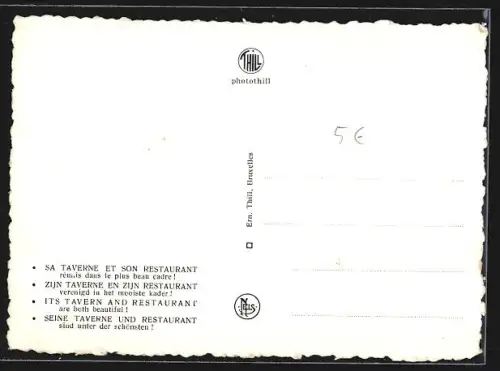 THILL
photothill
5 €
Ern. Thill, Bruxelles
• SA TAVERNE ET SON RESTAURANT
réunis dans le plus beau cadre !
• ZIJN TAVERNE EN ZIJN RESTAURANT
verenigd in het mooiste kader !
• ITS TAVERN AND RESTAURANT
are both beautiful !
• SEINE TAVERNE UND RESTAURANT
sind unter der schönsten !
NELS